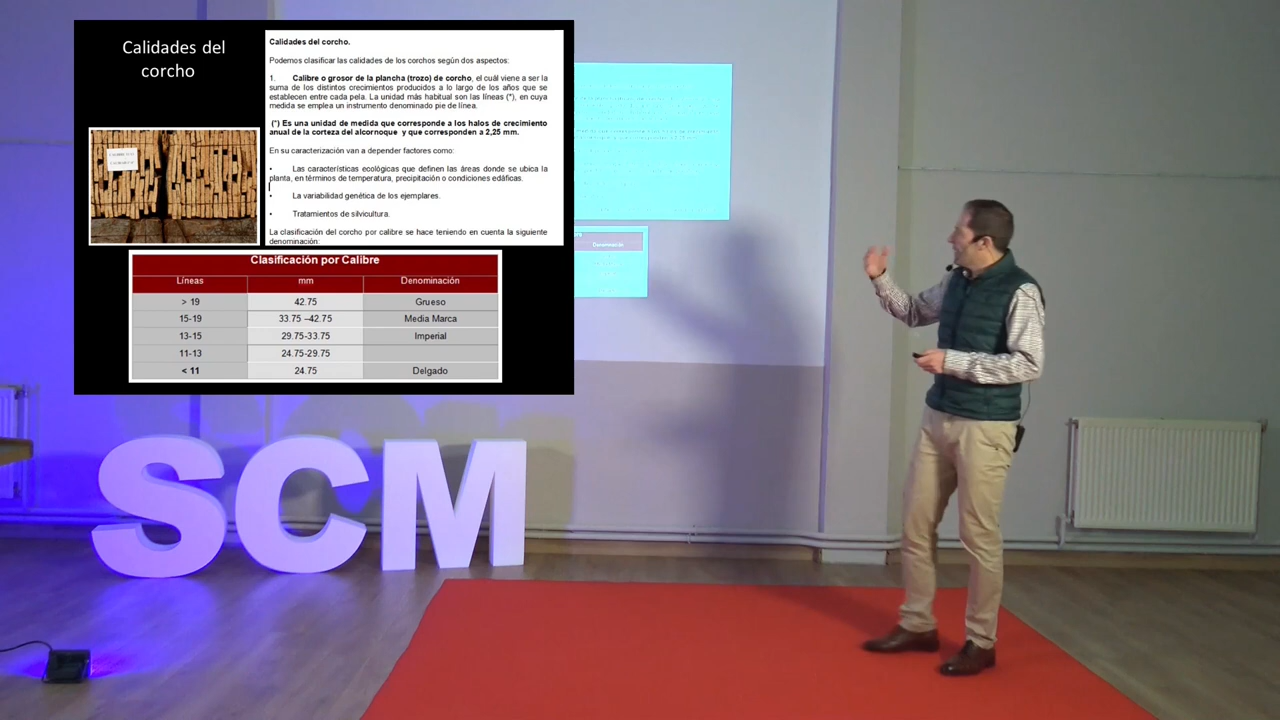 Calidades del
corcho
Calidades del corcho.
Podemos clasificar las calidades de los corchos según dos aspectos:
1. Calibre o grosor de la plancha (trozo) de corcho, el cuál viene a ser la
suma de los distintos crecimientos producidos a lo largo de los años que se
establecen entre cada pela. La unidad más habitual son las líneas (*), en cuya
medida se emplea un instrumento denominado pie de línea.
(*) Es una unidad de medida que corresponde a los halos de crecimiento
anual de la corteza del alcornoque y que corresponden a 2,25 mm.
En su caracterización van a depender factores como:
• Las características ecológicas que definen las áreas donde se ubica la
planta, en términos de temperatura, precipitación o condiciones edáficas.
• La variabilidad genética de los ejemplares.
• Tratamientos de silvicultura.
La clasificación del corcho por calibre se hace teniendo en cuenta la siguiente
denominación:
Clasificación por Calibre
Líneas mm Denominación
> 19 42.75 Grueso
15-19 33.75 –42.75 Media Marca
13-15 29.75-33.75 Imperial
11-13 24.75-29.75
< 11 24.75 Delgado
Denominación
SCM